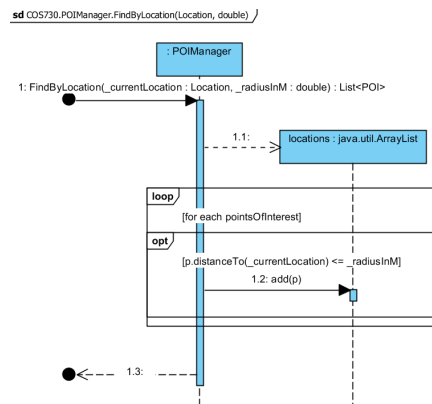 sd COS730.POIManager.FindByLocation(Location, double)
: POIManager
1: FindByLocation(_currentLocation : Location, _radiusInM : double) : List<POI>
1.1:
locations : java.util.ArrayList
loop
[for each pointsOfInterest]
opt
[p.distanceTo(_currentLocation) <= _radiusInM]
1.2: add(p)
1.3: